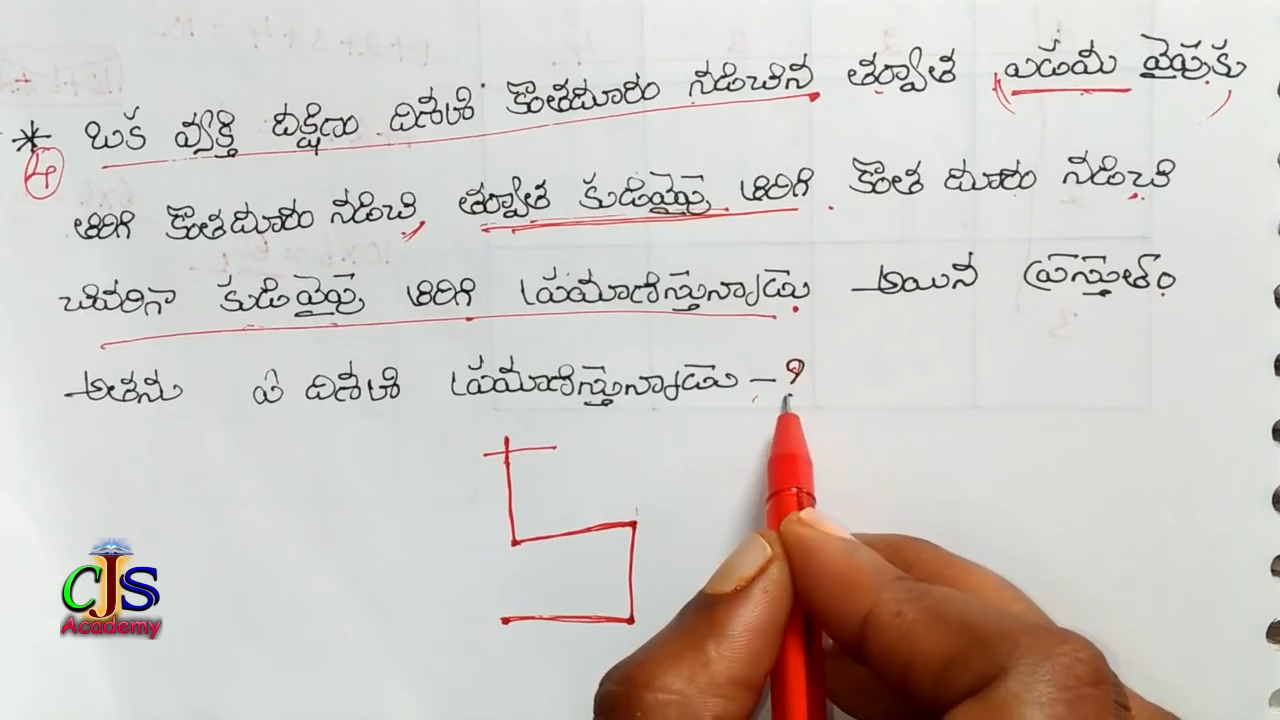 * ఒక వ్యక్తి దక్షిణం దిశకి కొంతదూరం నడిచిన తర్వాత ఎడమ వైపుకు
4 తిరిగి కొంతదూరం నడిచి, తర్వాత కుడివైపు తిరిగి కొంత దూరం నడిచి
చివరిగా కుడివైపు తిరిగి ప్రయాణిస్తున్నాడు అయిన ప్రస్తుతం
అతను ఏ దిశకి ప్రయాణిస్తున్నాడు - ?
CJS
Academy